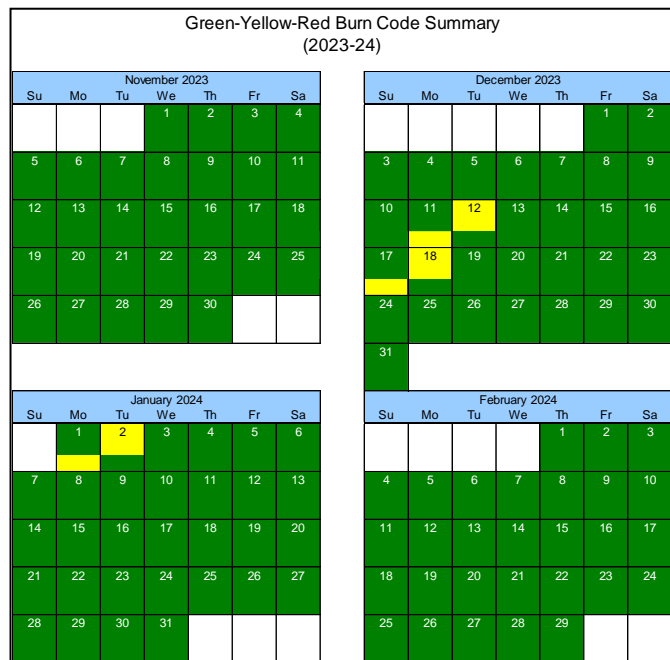 Green-Yellow-Red Burn Code Summary
(2023-24)
November 2023
Su Mo Tu We Th Fr Sa
1 2 3 4
5 6 7 8 9 10 11
12 13 14 15 16 17 18
19 20 21 22 23 24 25
26 27 28 29 30
December 2023
Su Mo Tu We Th Fr Sa
1 2
3 4 5 6 7 8 9
10 11 12 13 14 15 16
17 18 19 20 21 22 23
24 25 26 27 28 29 30
31
January 2024
Su Mo Tu We Th Fr Sa
1 2 3 4 5 6
7 8 9 10 11 12 13
14 15 16 17 18 19 20
21 22 23 24 25 26 27
28 29 30 31
February 2024
Su Mo Tu We Th Fr Sa
1 2 3
4 5 6 7 8 9 10
11 12 13 14 15 16 17
18 19 20 21 22 23 24
25 26 27 28 29